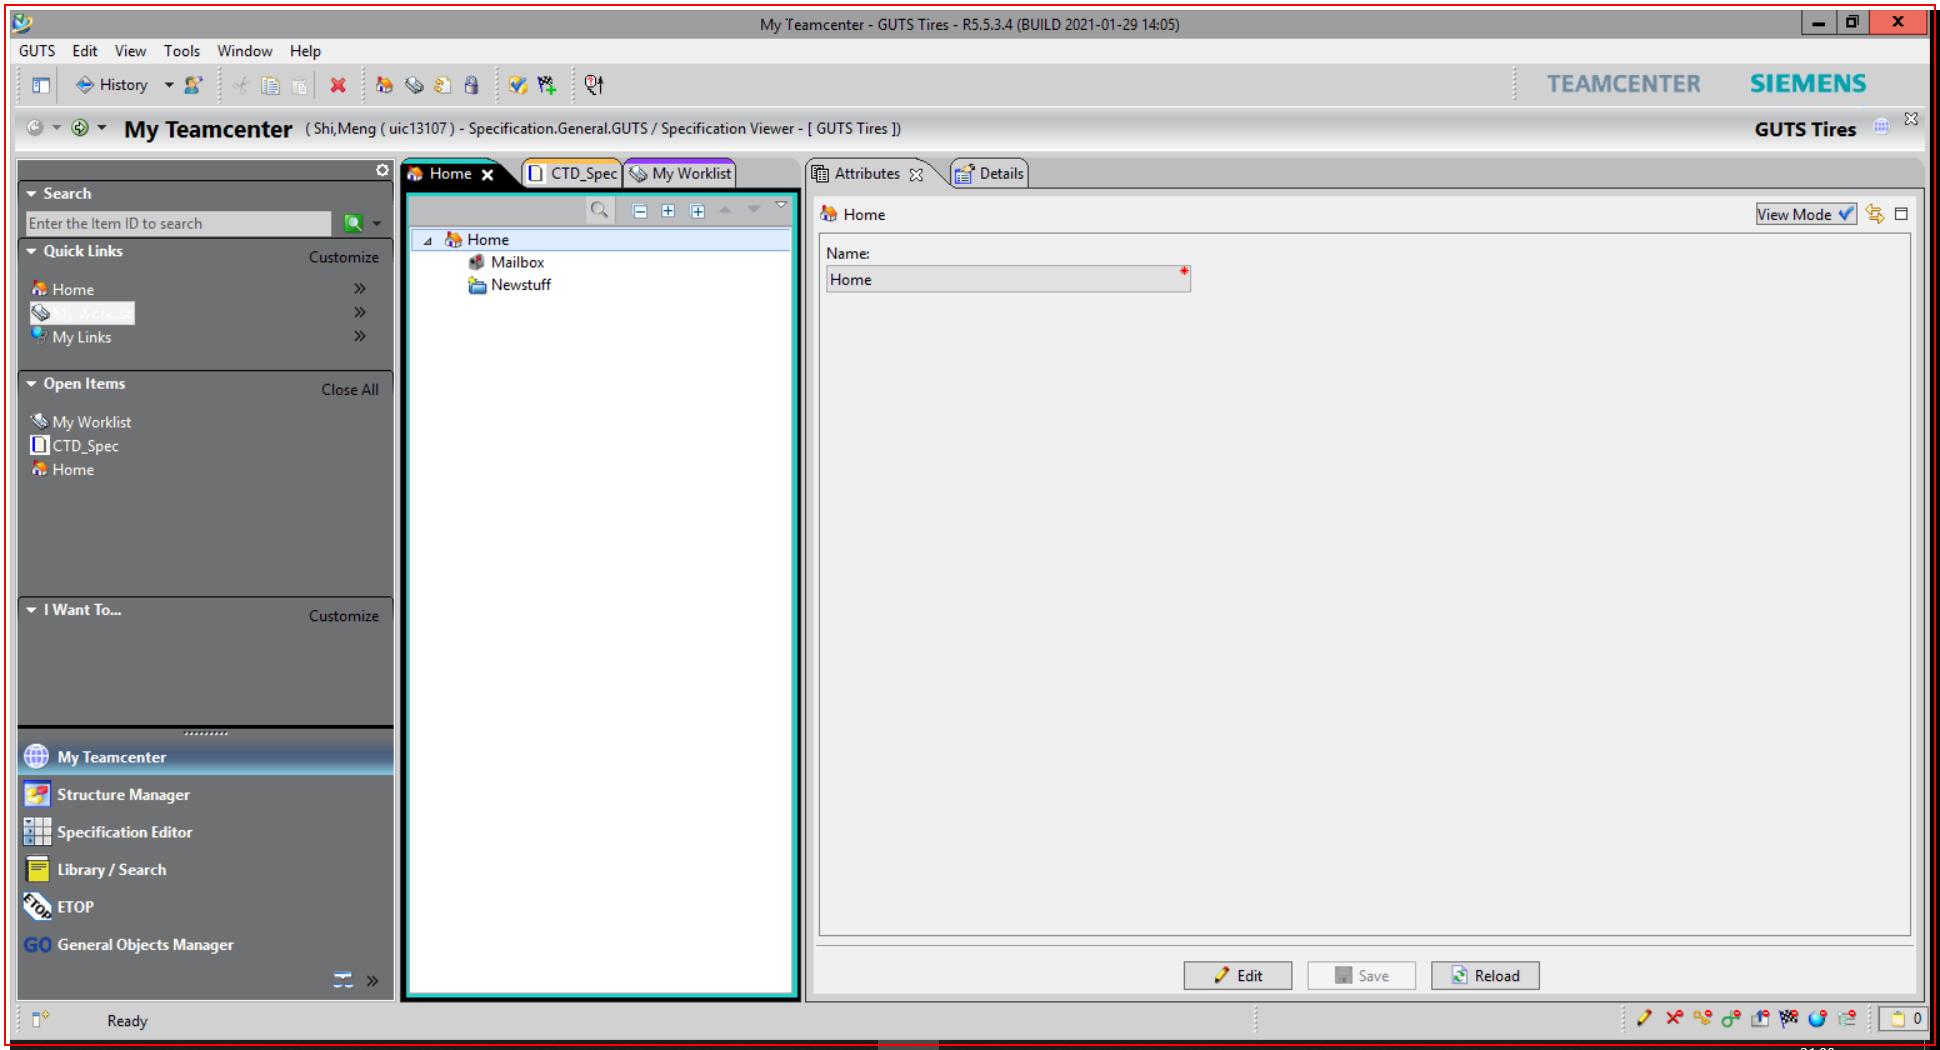 My Teamcenter - GUTS Tires - R5.5.3.4 (BUILD 2021-01-29 14:05)
GUTS Edit View Tools Window Help
History
TEAMCENTER SIEMENS
My Teamcenter ( Shi,Meng ( uic13107 ) - Specification.General.GUTS / Specification Viewer - [ GUTS Tires ])
GUTS Tires
Search
Enter the Item ID to search
Quick Links
Customize
Home
My Links
Open Items
Close All
My Worklist
CTD_Spec
Home
I Want To...
Customize
My Teamcenter
Structure Manager
Specification Editor
Library / Search
ETOP
ETOP
GO
General Objects Manager
Home
CTD_Spec
My Worklist
Home
Mailbox
Newstuff
Attributes
Details
Home
View Mode
Name:
Home
*
Edit
Save
Reload
Ready
0